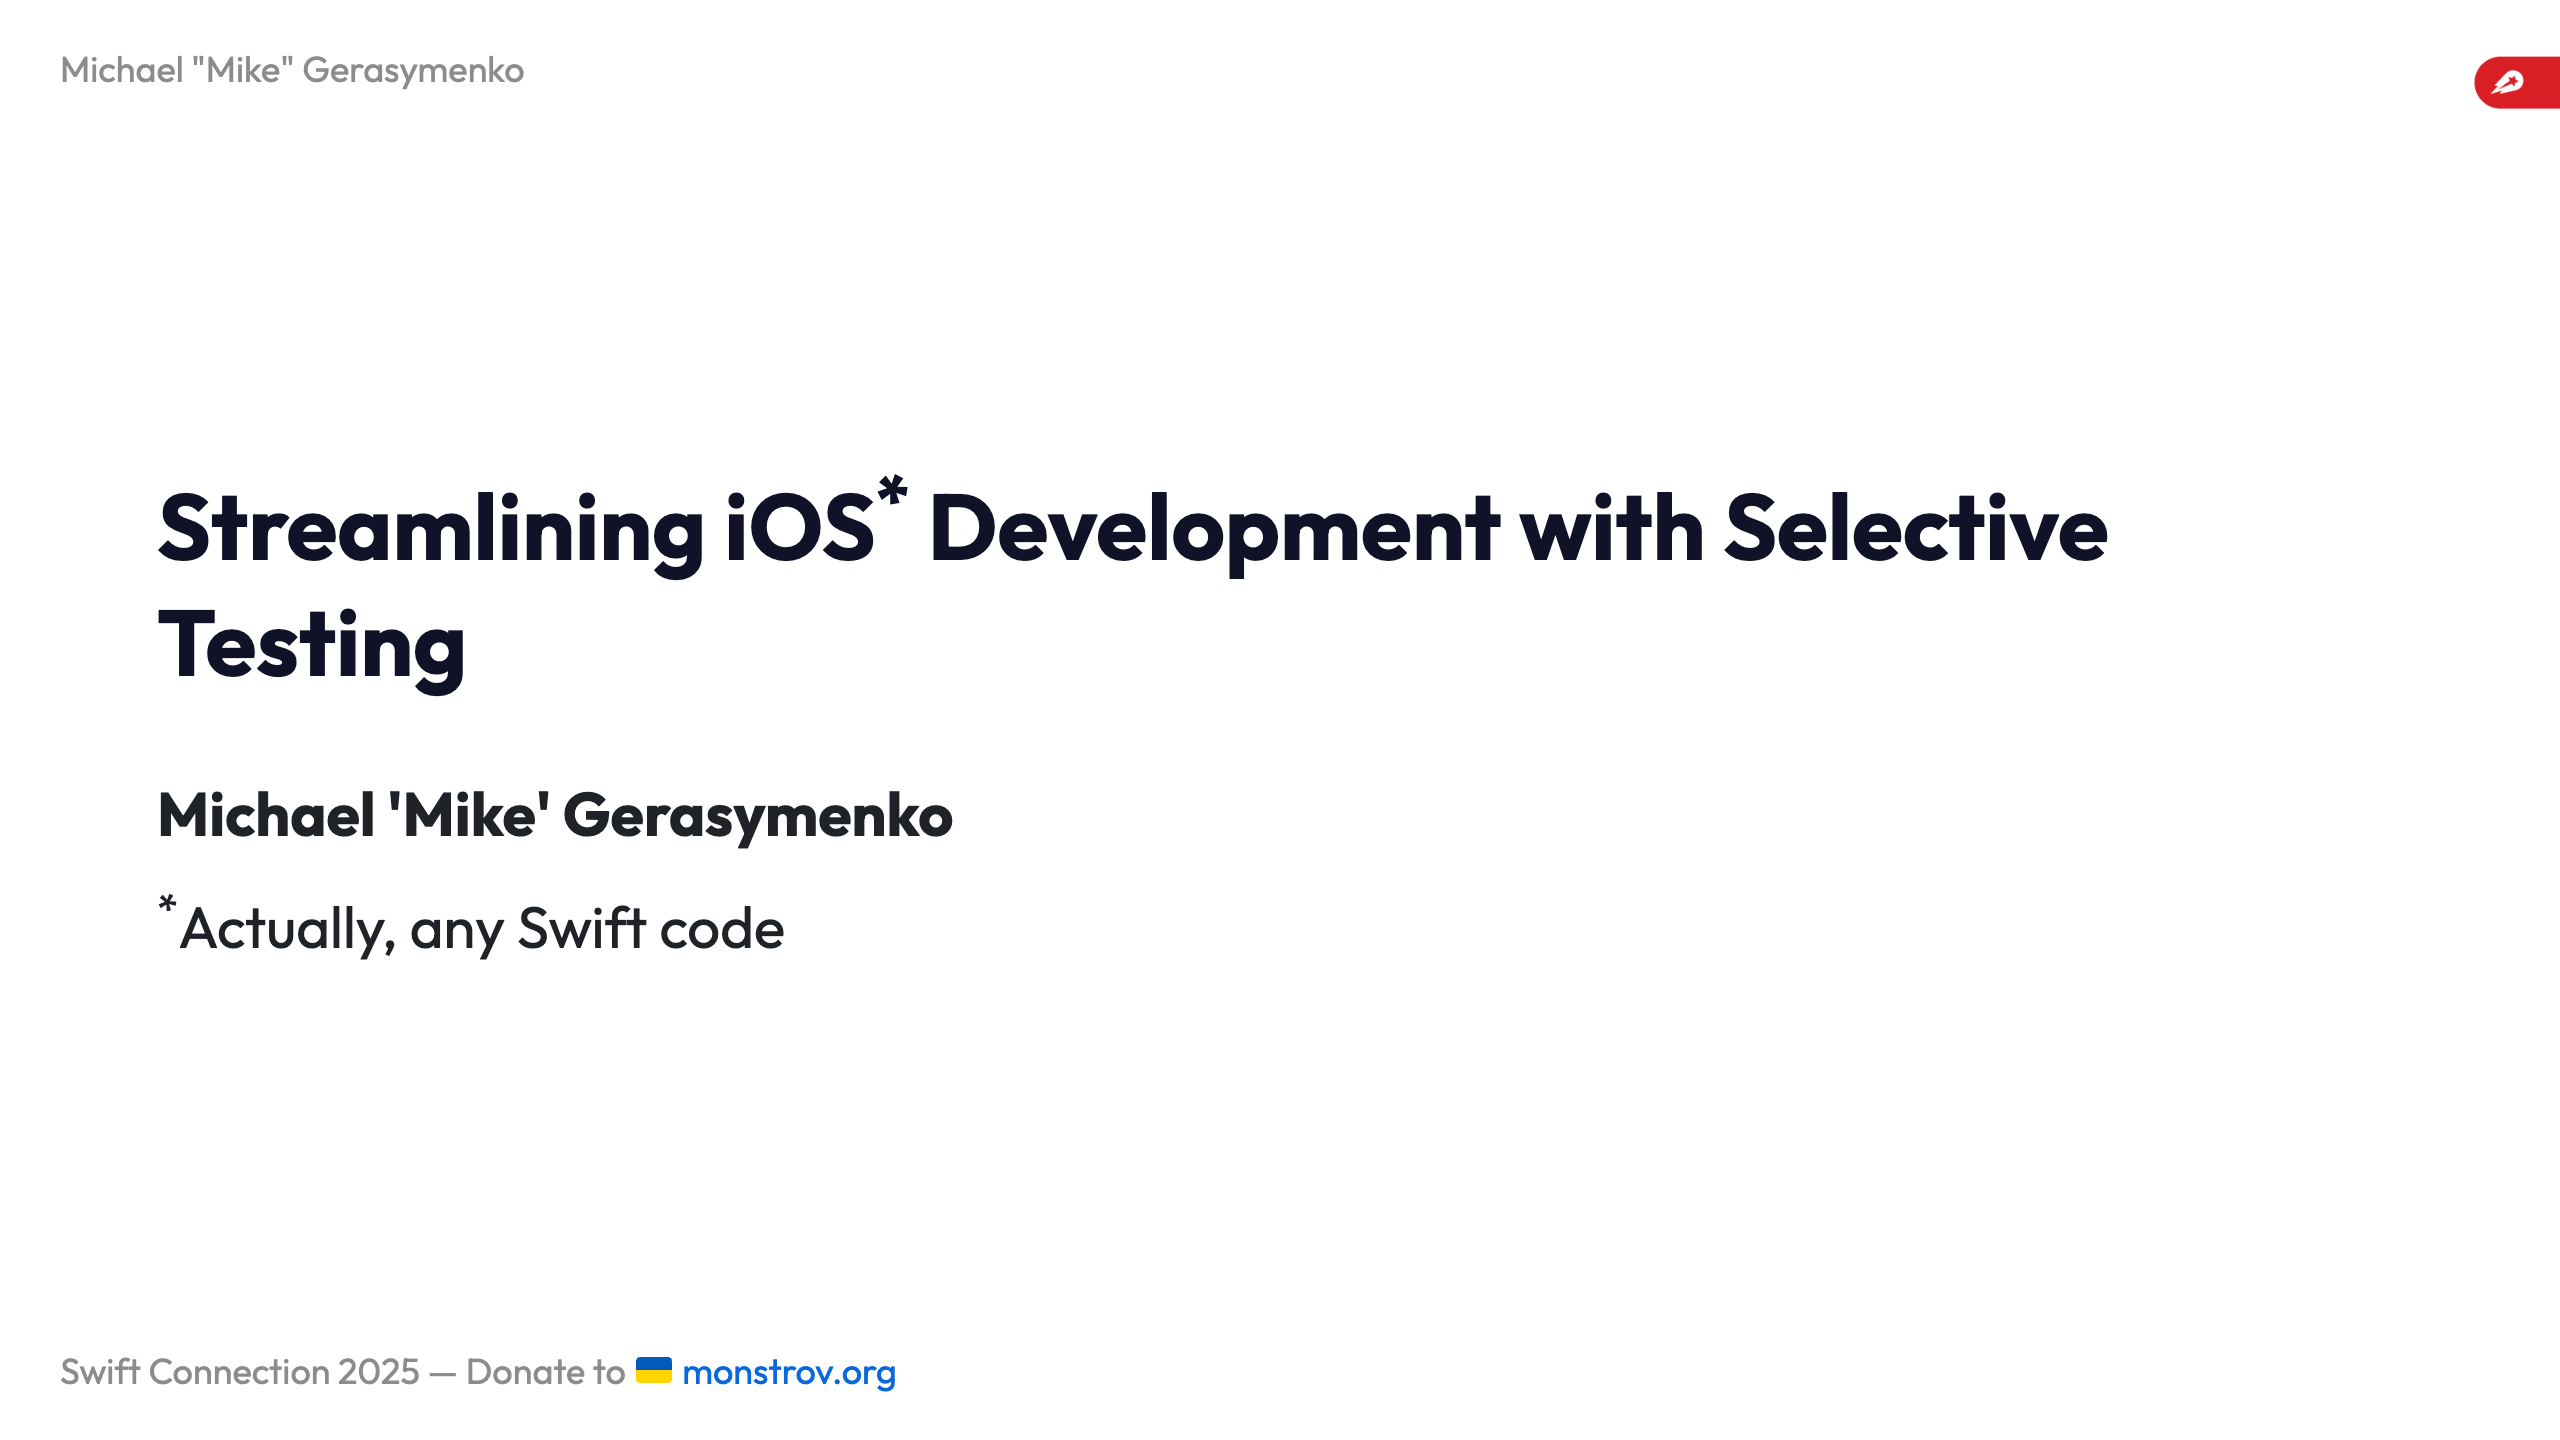 Michael "Mike" Gerasymenko
Streamlining iOS* Development with Selective
Testing
Michael 'Mike' Gerasymenko
*Actually, any Swift code
Swift Connection 2025 — Donate to 🇺🇦 monstrov.org